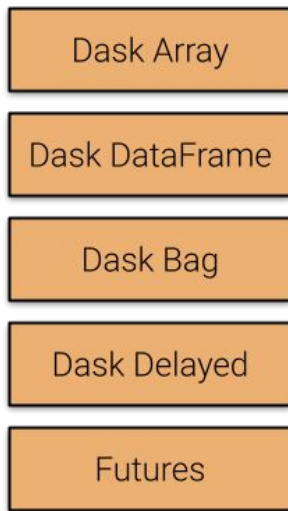 Dask Array
Dask DataFrame
Dask Bag
Dask Delayed
Futures